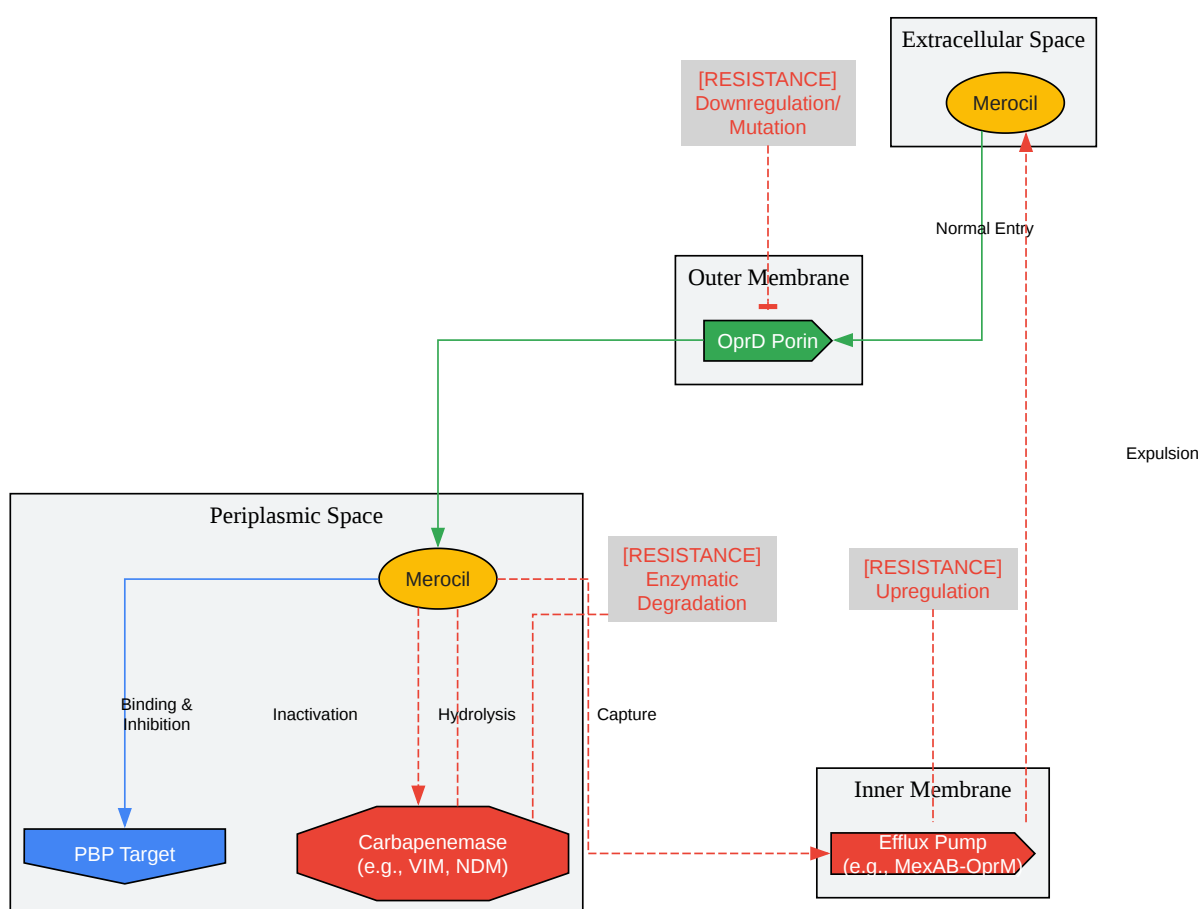 Extracellular Space
Merocil
[RESISTANCE]
Downregulation/
Mutation
Normal Entry
Outer Membrane
OprD Porin
Expulsion
Periplasmic Space
Merocil
[RESISTANCE]
Enzymatic
Degradation
[RESISTANCE]
Upregulation
Binding &
Inhibition
Inactivation
Hydrolysis
Capture
Inner Membrane
PBP Target
Carbapenemase
(e.g., VIM, NDM)
Efflux Pump
(e.g., MexAB-OprM)